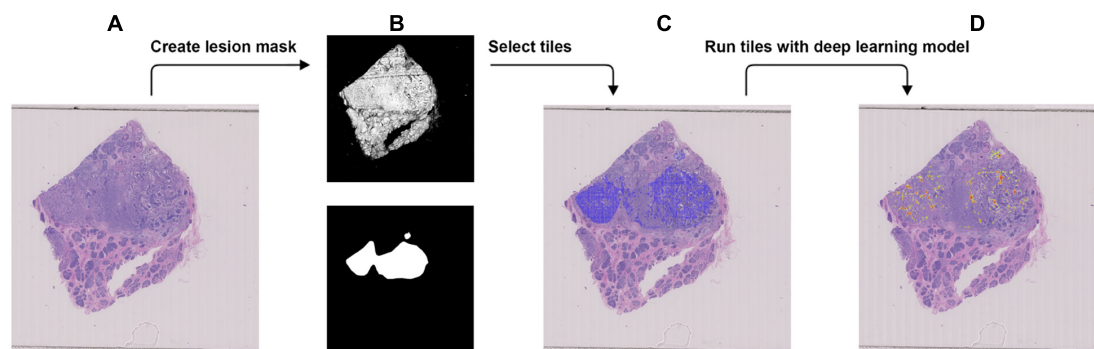 A
B
C
D
Create lesion mask
Select tiles
Run tiles with deep learning model